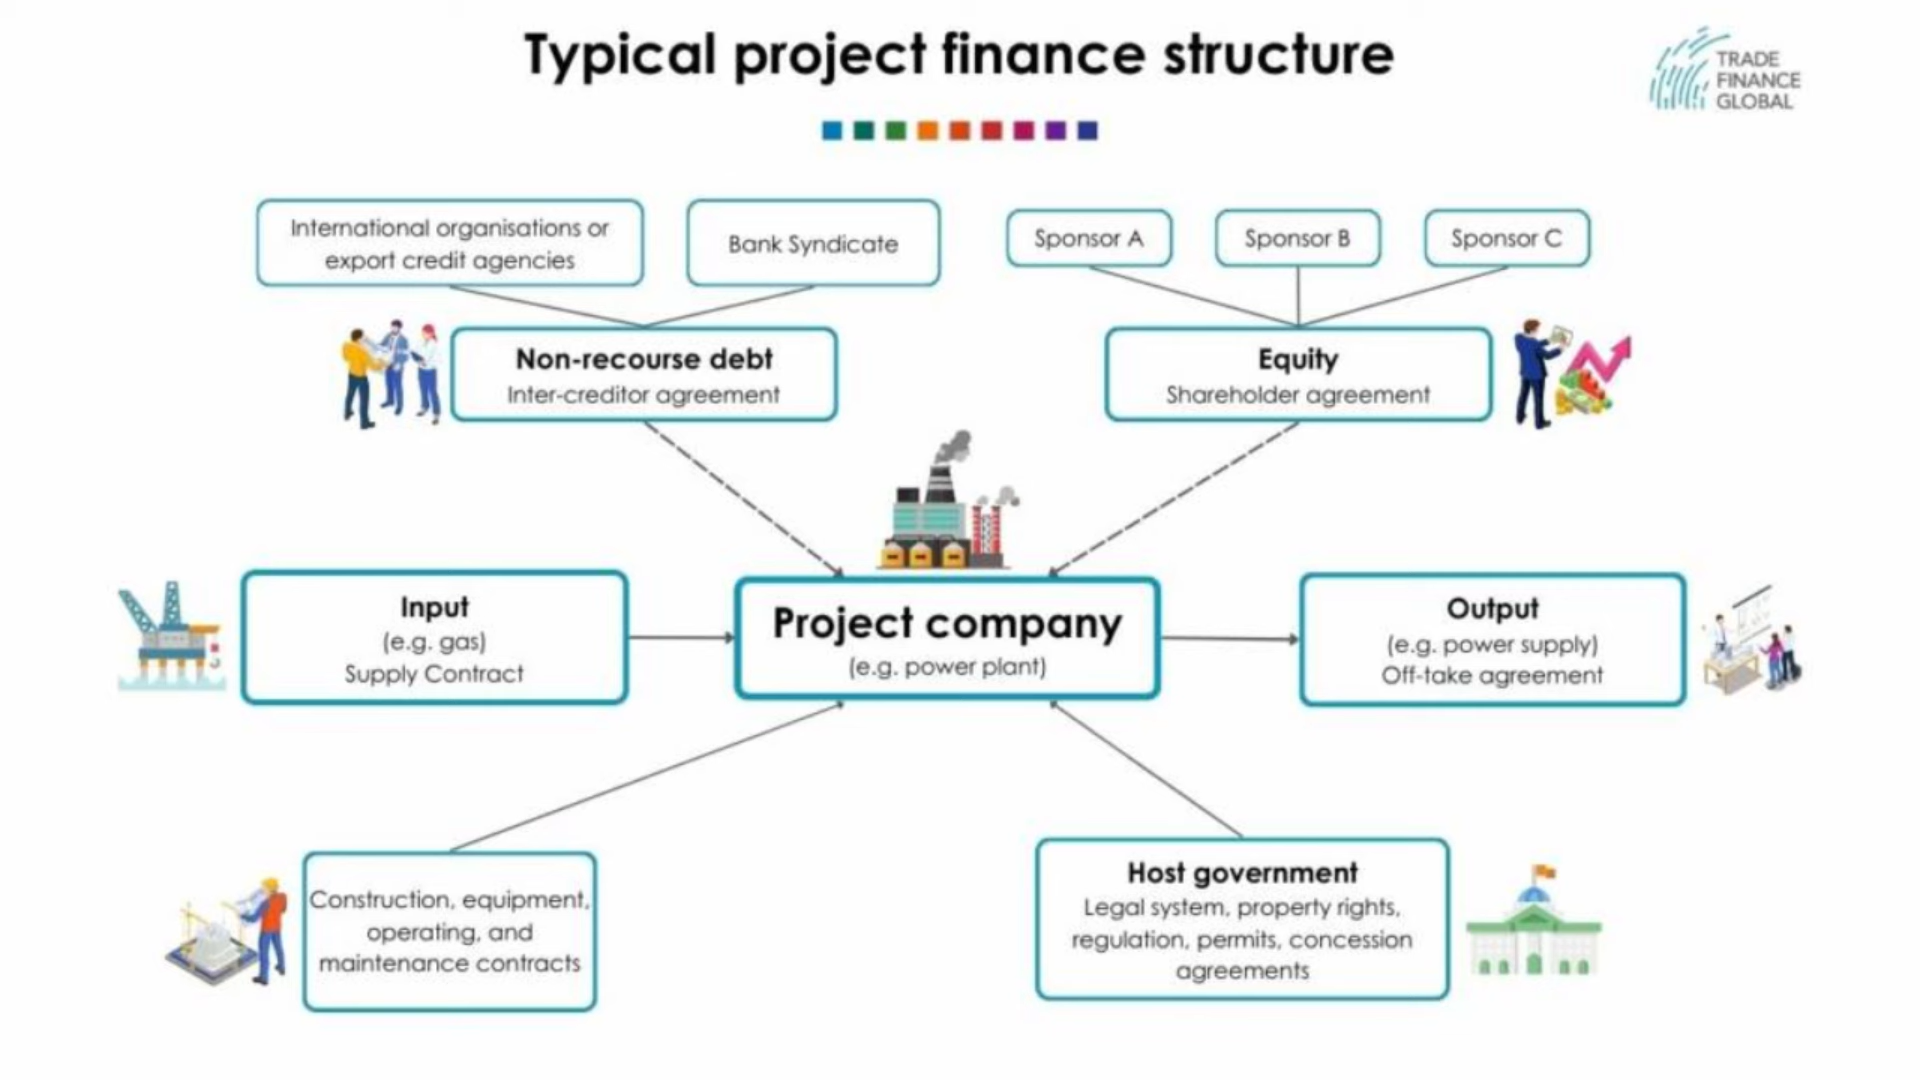 Typical project finance structure
TRADE
FINANCE
GLOBAL
International organisations or
export credit agencies
Bank Syndicate
Sponsor A
Sponsor B
Sponsor C
Non-recourse debt
Inter-creditor agreement
Equity
Shareholder agreement
Input
(e.g. gas)
Supply Contract
Project company
(e.g. power plant)
Output
(e.g. power supply)
Off-take agreement
Construction, equipment,
operating, and
maintenance contracts
Host government
Legal system, property rights,
regulation, permits, concession
agreements